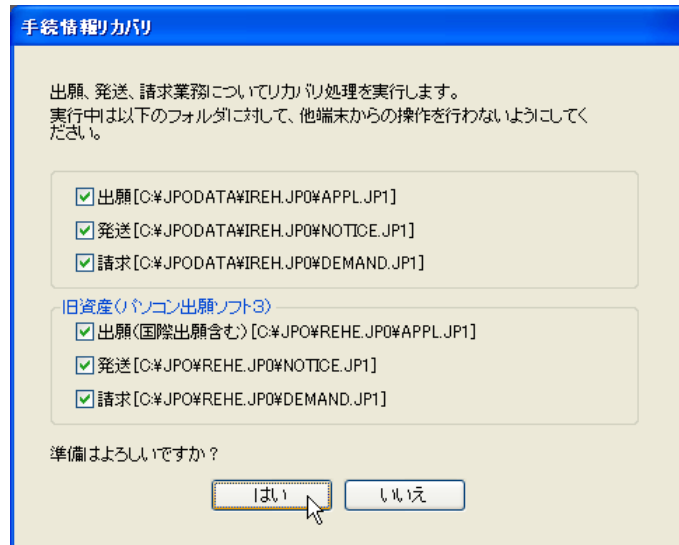 手続情報リカバリ
出願、発送、請求業務についてリカバリ処理を実行します。
実行中は以下のフォルダに対して、他端末からの操作を行わないようにしてく
ださい。
出願[C:¥JPODATA¥IREH.JP0¥APPL.JP1]
発送[C:¥JPODATA¥IREH.JP0¥NOTICE.JP1]
請求[C:¥JPODATA¥IREH.JP0¥DEMAND.JP1]
旧資産(パソコン出願ソフト3)
出願(国際出願含む)[C:¥JPO¥REHE.JP0¥APPL.JP1]
発送[C:¥JPO¥REHE.JP0¥NOTICE.JP1]
請求[C:¥JPO¥REHE.JP0¥DEMAND.JP1]
準備はよろしいですか?
はい いいえ